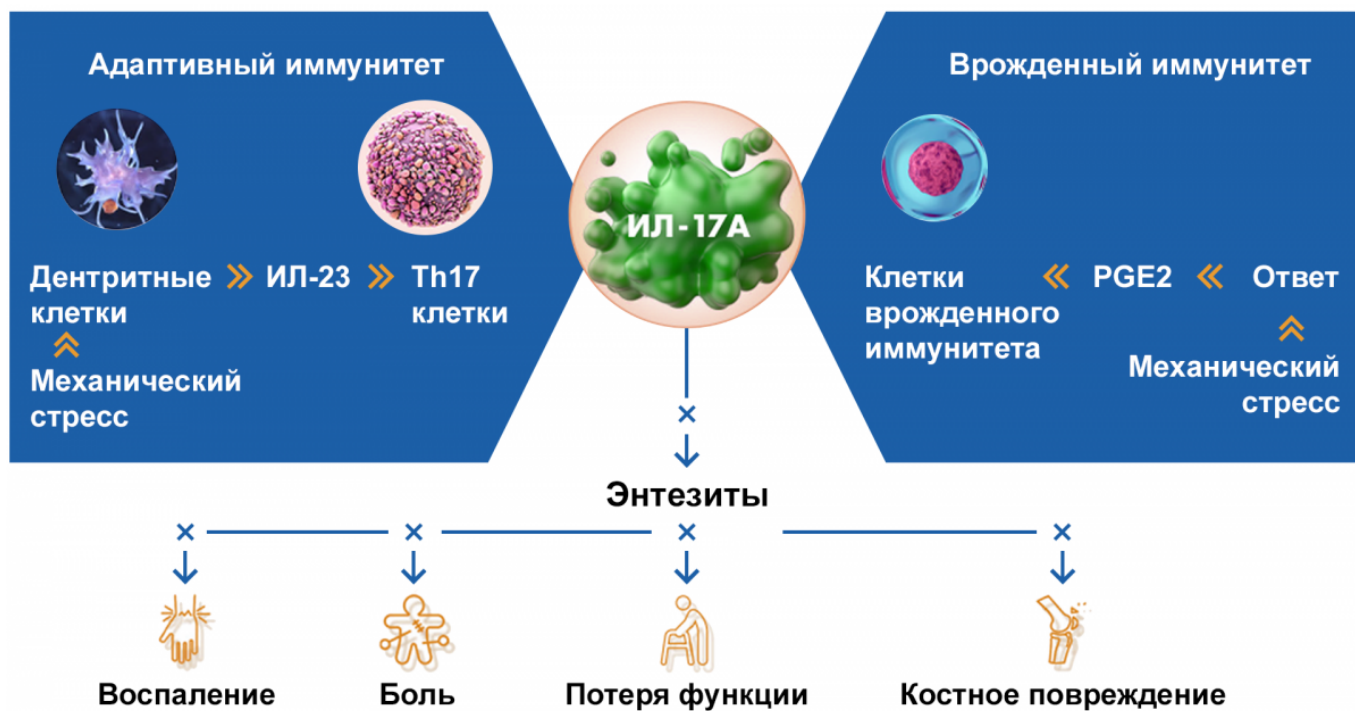 Адаптивный иммунитет
Врожденный иммунитет
ИЛ-17А
Дентритные
клетки
ИЛ-23
Th17
клетки
Механический
стресс
Клетки
врожденного
иммунитета
PGE2
Ответ
Механический
стресс
Энтезиты
Воспаление
Боль
Потеря функции
Костное повреждение